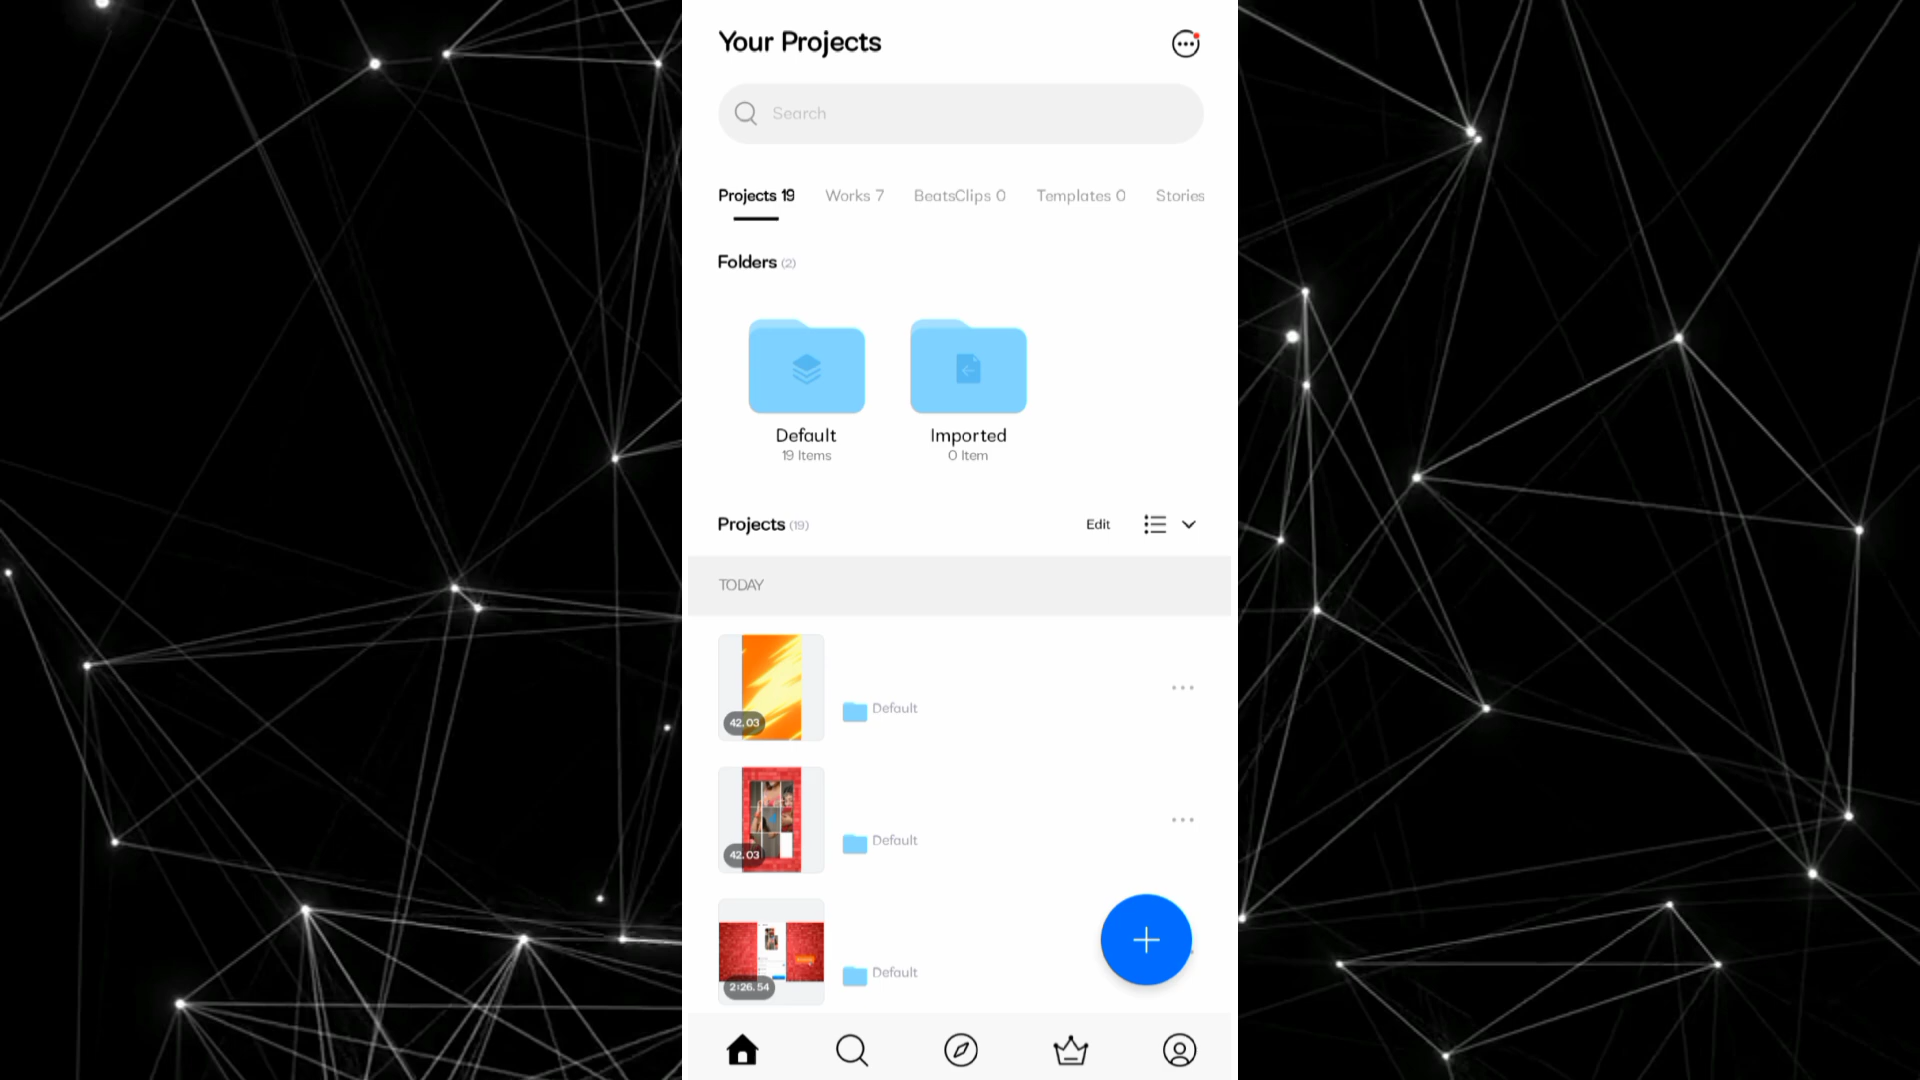 Your Projects
Search
Projects 19 Works 7 BeatsClips 0 Templates 0 Stories
Folders (2)
Default Imported
19 Items 0 Item
Projects (19) Edit
TODAY
Default
42.03
Default
42.03
Default
2:26.54